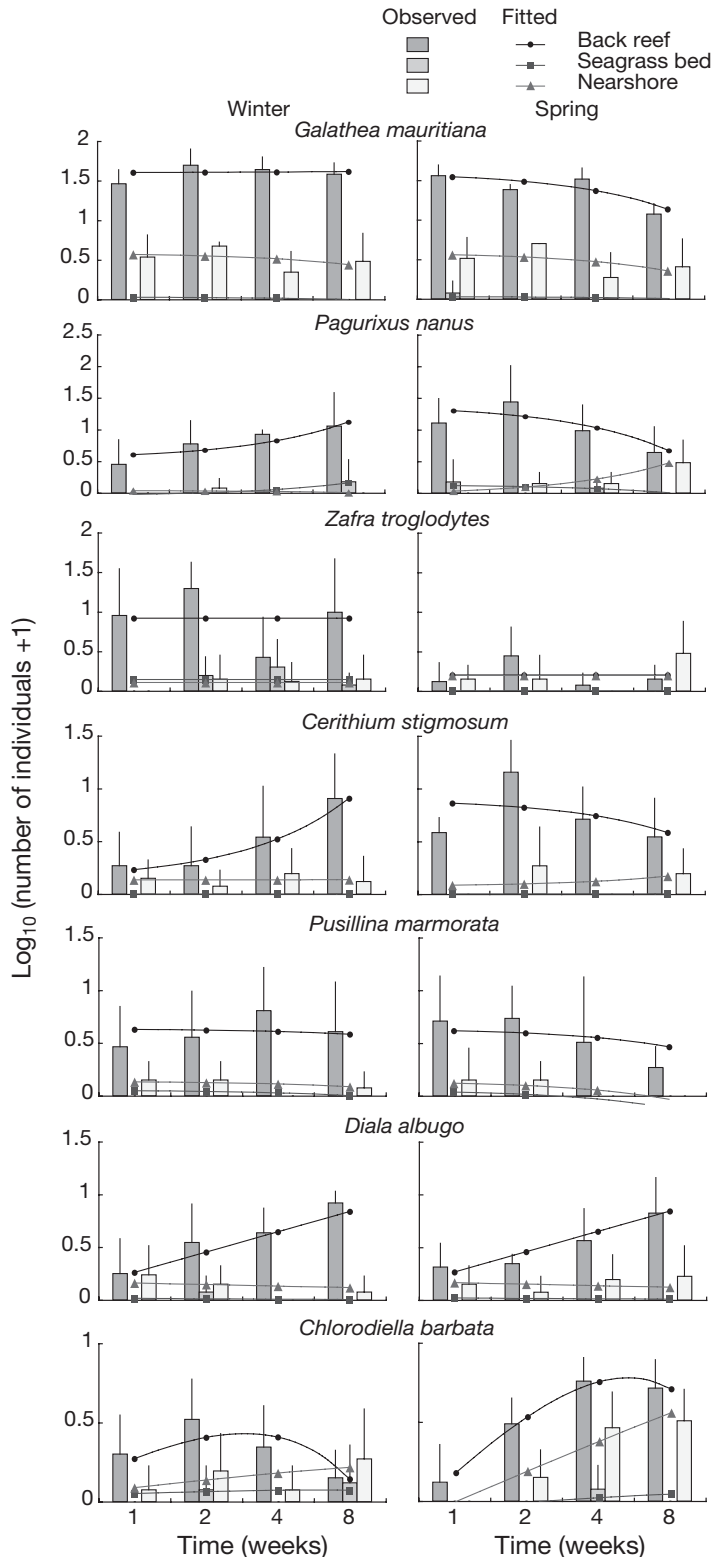 Observed Fitted
Back reef
Seagrass bed
Nearshore
Winter Spring
Galathea mauritiana
2
1.5
1
0.5
0
Pagurixus nanus
2.5
2
1.5
1
0.5
0
Zafra troglodytes
2
1.5
1
0.5
0
Cerithium stigmosum
1.5
1
0.5
0
Pusillina marmorata
1.5
1
0.5
0
Diala albugo
1.5
1
0.5
0
Chlorodiella barbata
1
0.5
0
Log10 (number of individuals +1)
1 2 4 8 1 2 4 8
Time (weeks) Time (weeks)